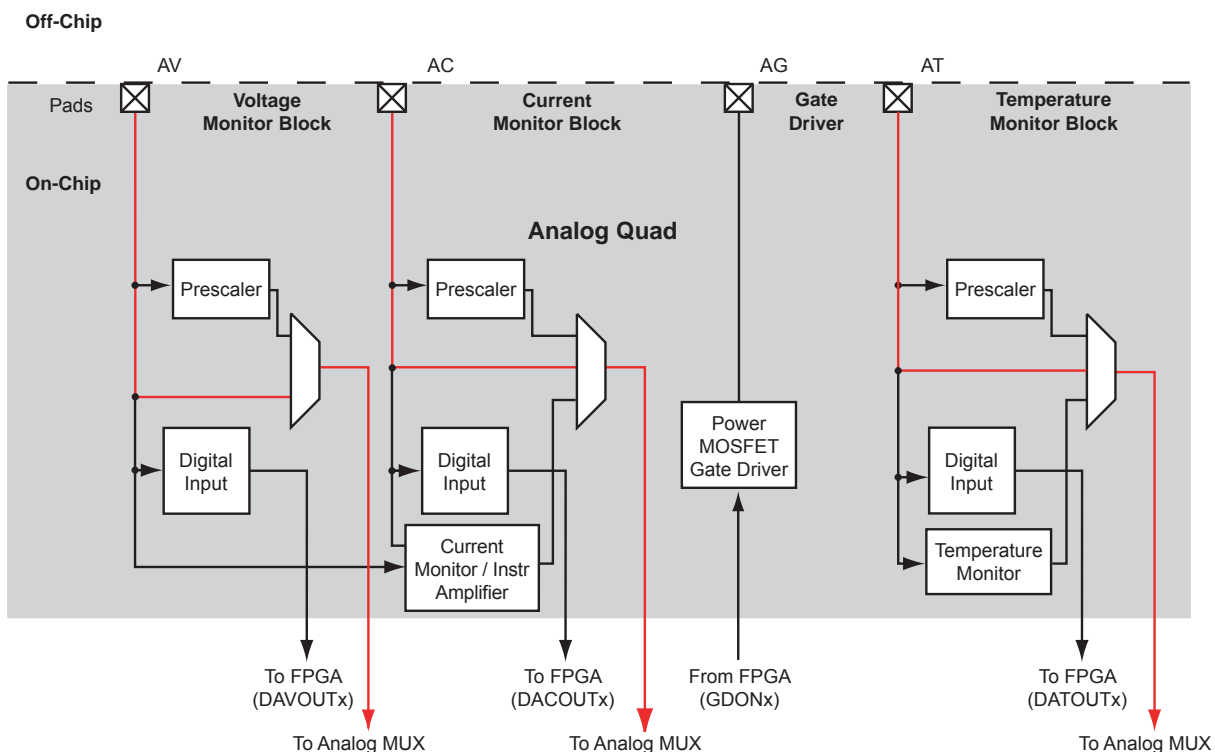 Off-Chip
AV
AC
AG
AT
Pads
Voltage
Monitor Block
Current
Monitor Block
Gate
Driver
Temperature
Monitor Block
On-Chip
Analog Quad
Prescaler
Prescaler
Prescaler
Digital
Input
Digital
Input
Power
MOSFET
Gate Driver
Digital
Input
Current
Monitor / Instr
Amplifier
Temperature
Monitor
To FPGA
(DAVOUTx)
To FPGA
(DACOUTx)
From FPGA
(GDONx)
To FPGA
(DATOUTx)
To Analog MUX
To Analog MUX
To Analog MUX